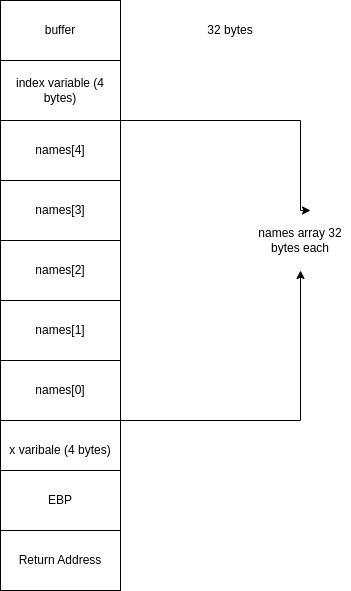 buffer
32 bytes
index variable (4
bytes)
names[4]
names[3]
names[2]
names[1]
names[0]
names array 32
bytes each
x varibale (4 bytes)
EBP
Return Address